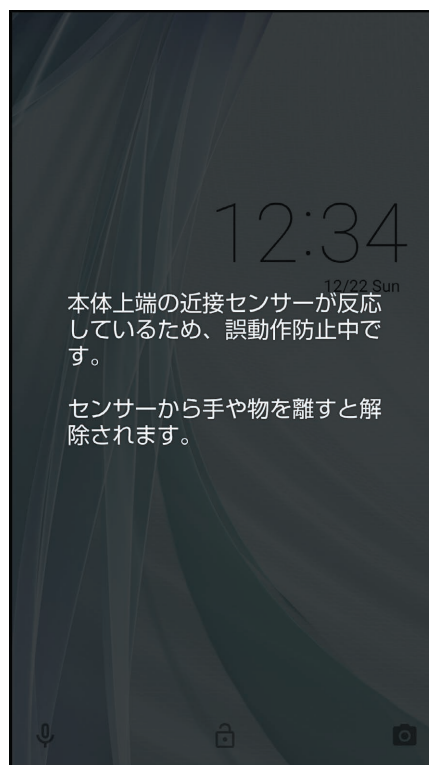 12:34
12/22 Sun
本体上端の近接センサーが反応
しているため、誤動作防止中で
す。
センサーから手や物を離すと解
除されます。